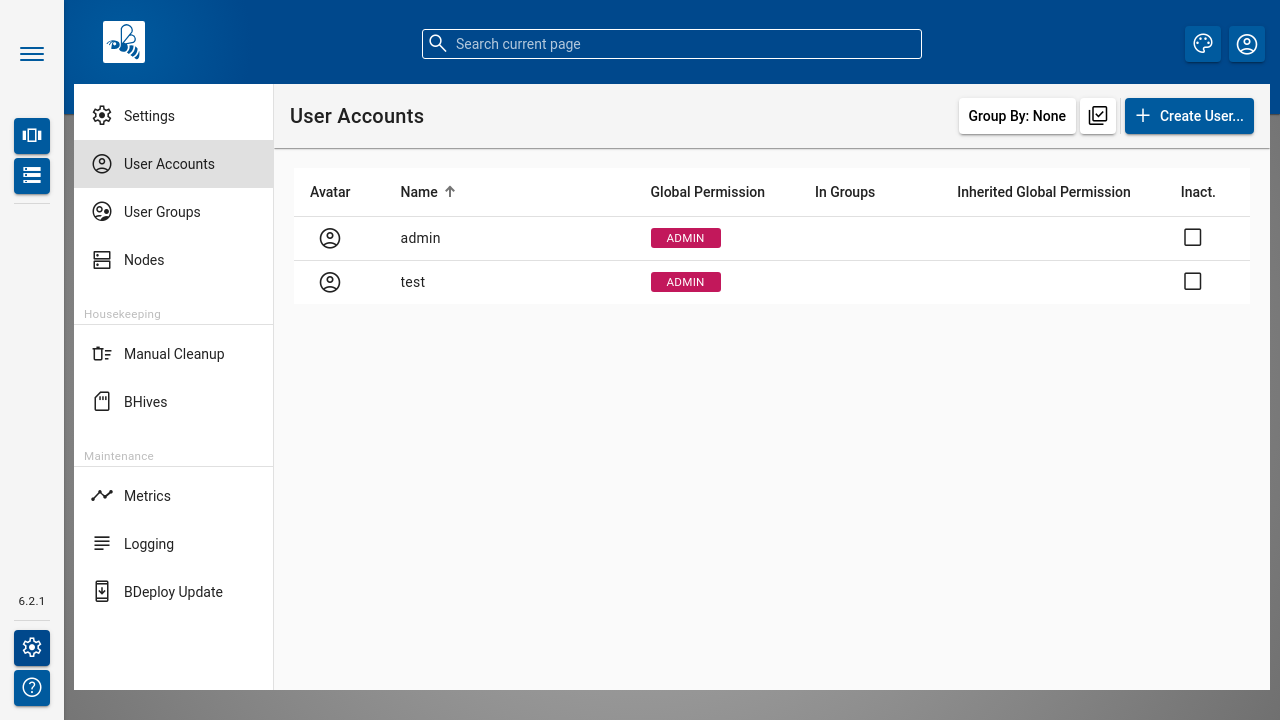 Search current page
Settings
User Accounts
User Groups
Nodes
Housekeeping
Manual Cleanup
BHives
Maintenance
Metrics
Logging
BDeploy Update
6.2.1
User Accounts
Group By: None
Create User...
Avatar Name Global Permission In Groups Inherited Global Permission Inact.
admin ADMIN
test ADMIN